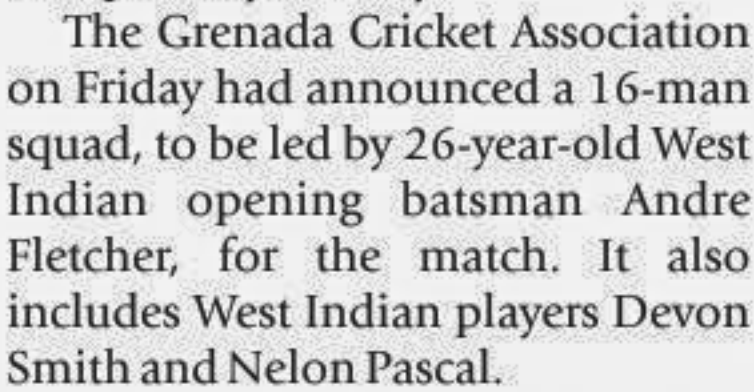 The Grenada Cricket Association
on Friday had announced a 16-man
squad, to be led by 26-year-old West
Indian opening batsman Andre
Fletcher, for the match. It also
includes West Indian players Devon
Smith and Nelon Pascal.